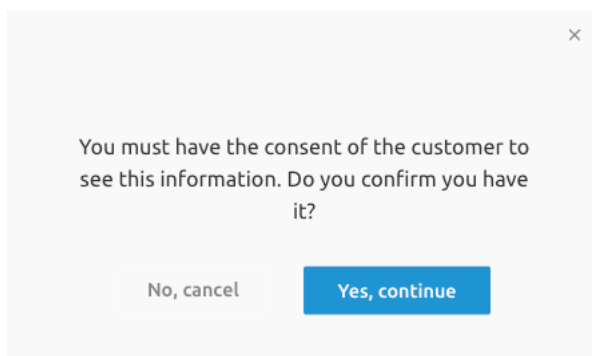 You must have the consent of the customer to
see this information. Do you confirm you have
it?
No, cancel
Yes, continue